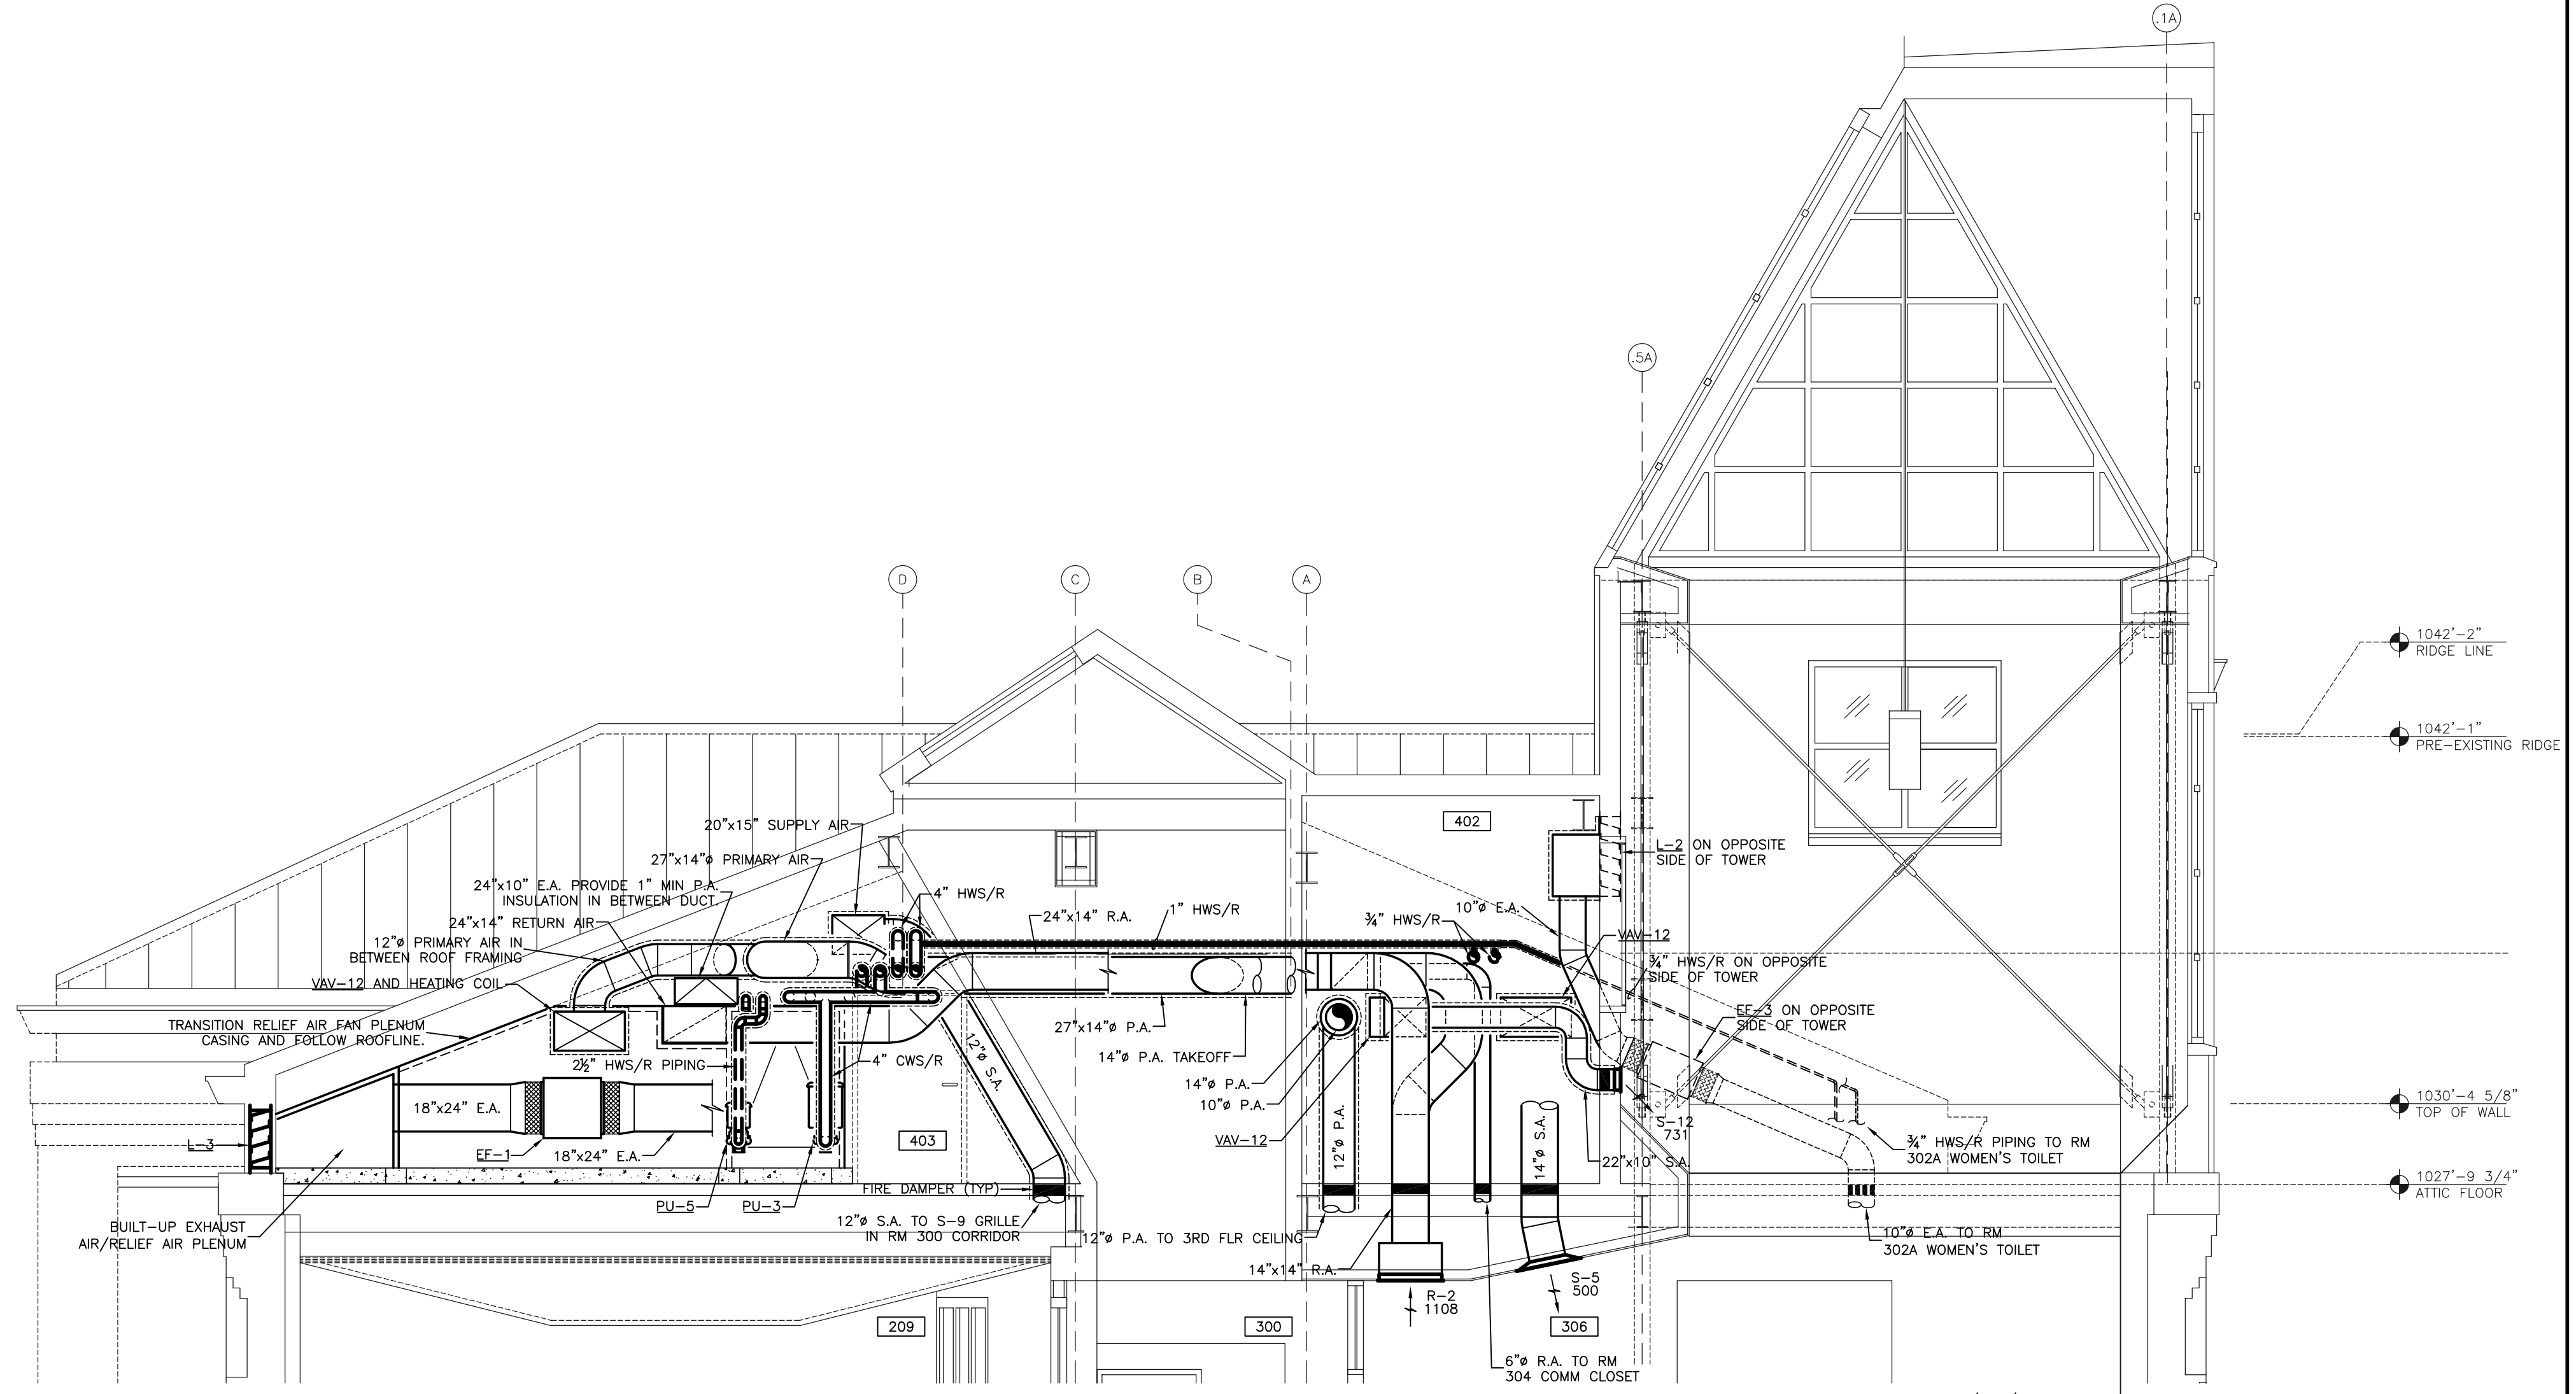 .1A
.5A
D
C
B
A
1042'-2"
RIDGE LINE
1042'-1"
PRE-EXISTING RIDGE
402
20"x15" SUPPLY AIR
27"x14"ø PRIMARY AIR
24"x10" E.A. PROVIDE 1" MIN P.A.
INSULATION IN BETWEEN DUCT.
24"x14" RETURN AIR
12"ø PRIMARY AIR IN
BETWEEN ROOF FRAMING
VAV-12 AND HEATING COIL
TRANSITION RELIEF AIR FAN PLENUM
CASING AND FOLLOW ROOFLINE.
4" HWS/R
24"x14" R.A.
1" HWS/R
¾" HWS/R
10"ø E.A.
L-2 ON OPPOSITE
SIDE OF TOWER
VAV-12
¾" HWS/R ON OPPOSITE
SIDE OF TOWER
EF-3 ON OPPOSITE
SIDE OF TOWER
27"x14"ø P.A.
14"ø P.A. TAKEOFF
14"ø P.A.
10"ø P.A.
VAV-12
2½" HWS/R PIPING
4" CWS/R
12"ø S.A.
18"x24" E.A.
L-3
EF-1
18"x24" E.A.
403
12"ø P.A.
14"ø S.A.
S-12
731
22"x10" S.A.
¾" HWS/R PIPING TO RM
302A WOMEN'S TOILET
1030'-4 5/8"
TOP OF WALL
1027'-9 3/4"
ATTIC FLOOR
FIRE DAMPER (TYP)
PU-5
PU-3
12"ø S.A. TO S-9 GRILLE
IN RM 300 CORRIDOR
BUILT-UP EXHAUST
AIR/RELIEF AIR PLENUM
12"ø P.A. TO 3RD FLR CEILING
14"x14" R.A.
10"ø E.A. TO RM
302A WOMEN'S TOILET
R-2
1108
S-5
500
209
300
306
6"ø R.A. TO RM
304 COMM CLOSET